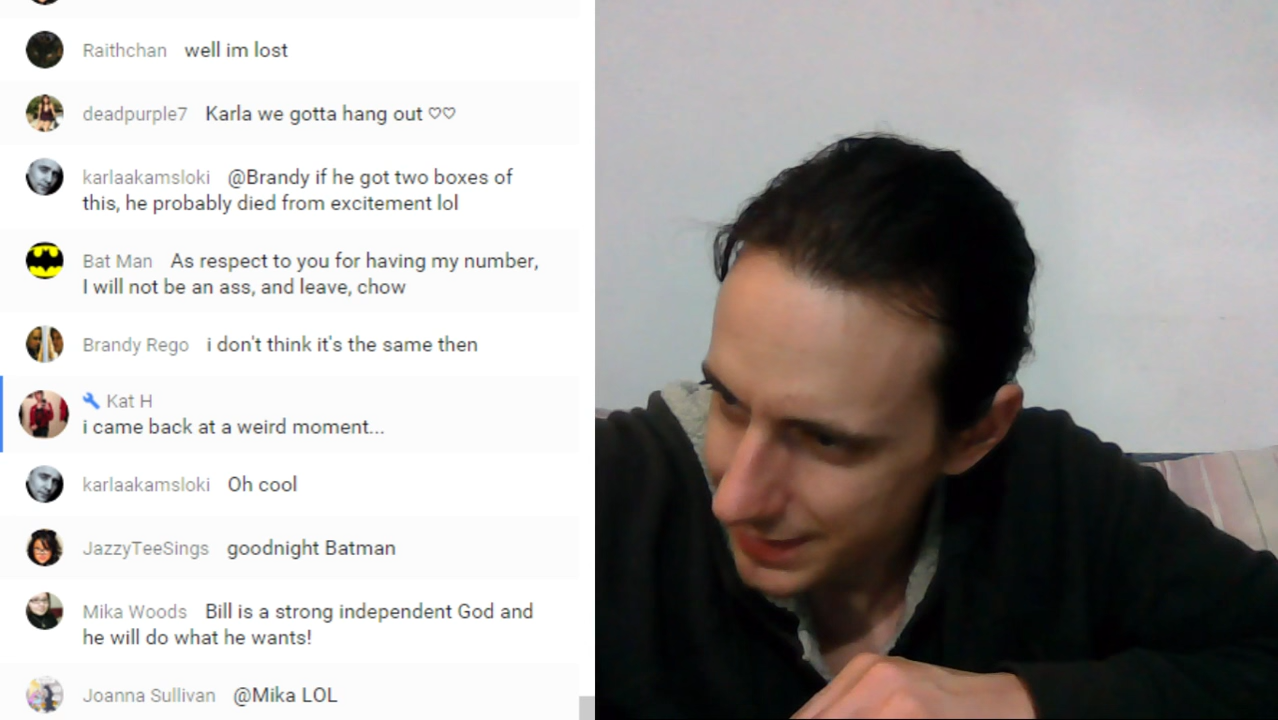 Raithchan well im lost
deadpurple7 Karla we gotta hang out ♡♡
karlaakamsloki @Brandy if he got two boxes of
this, he probably died from excitement lol
Bat Man As respect to you for having my number,
I will not be an ass, and leave, chow
Brandy Rego i don't think it's the same then
Kat H
i came back at a weird moment...
karlaakamsloki Oh cool
JazzyTeeSings goodnight Batman
Mika Woods Bill is a strong independent God and
he will do what he wants!
Joanna Sullivan @Mika LOL